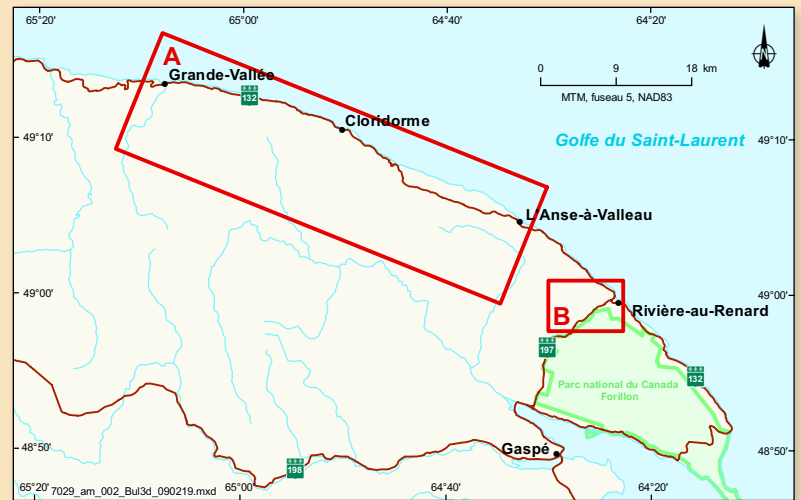 65°20' 65°00' 64°40' 64°20'
A
Grande-Vallée
132
0 9 18 km
MTM, fuseau 5, NAD83
Cloridorme
49°10' 49°10'
Golfe du Saint-Laurent
L'Anse-à-Valleau
49°00' 49°00'
B
Rivière-au-Renard
197
132
Parc national du Canada
Forillon
48°50' 48°50'
Gaspé
198
65°20' 65°00' 64°40' 64°20'
7029_am_002_Bul3d_090219.mxd